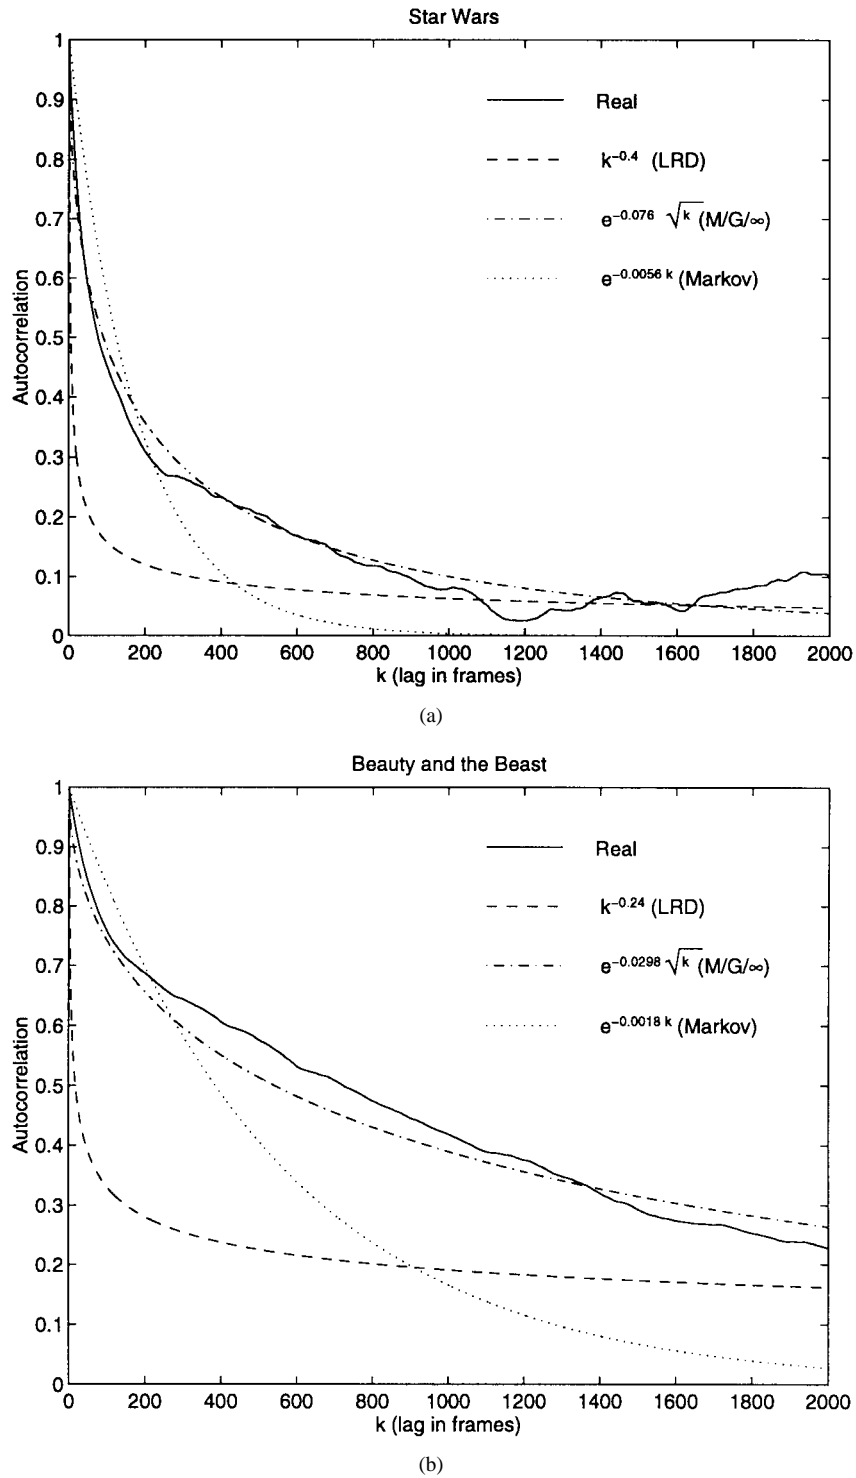 Star Wars
1
0.9
0.8
0.7
0.6
0.5
0.4
0.3
0.2
0.1
0
Autocorrelation
Real
k^-0.4 (LRD)
e^-0.076 √k (M/G/∞)
e^-0.0056 k (Markov)
0 200 400 600 800 1000 1200 1400 1600 1800 2000
k (lag in frames)
(a)
Beauty and the Beast
1
0.9
0.8
0.7
0.6
0.5
0.4
0.3
0.2
0.1
0
Autocorrelation
Real
k^-0.24 (LRD)
e^-0.0298 √k (M/G/∞)
e^-0.0018 k (Markov)
0 200 400 600 800 1000 1200 1400 1600 1800 2000
k (lag in frames)
(b)